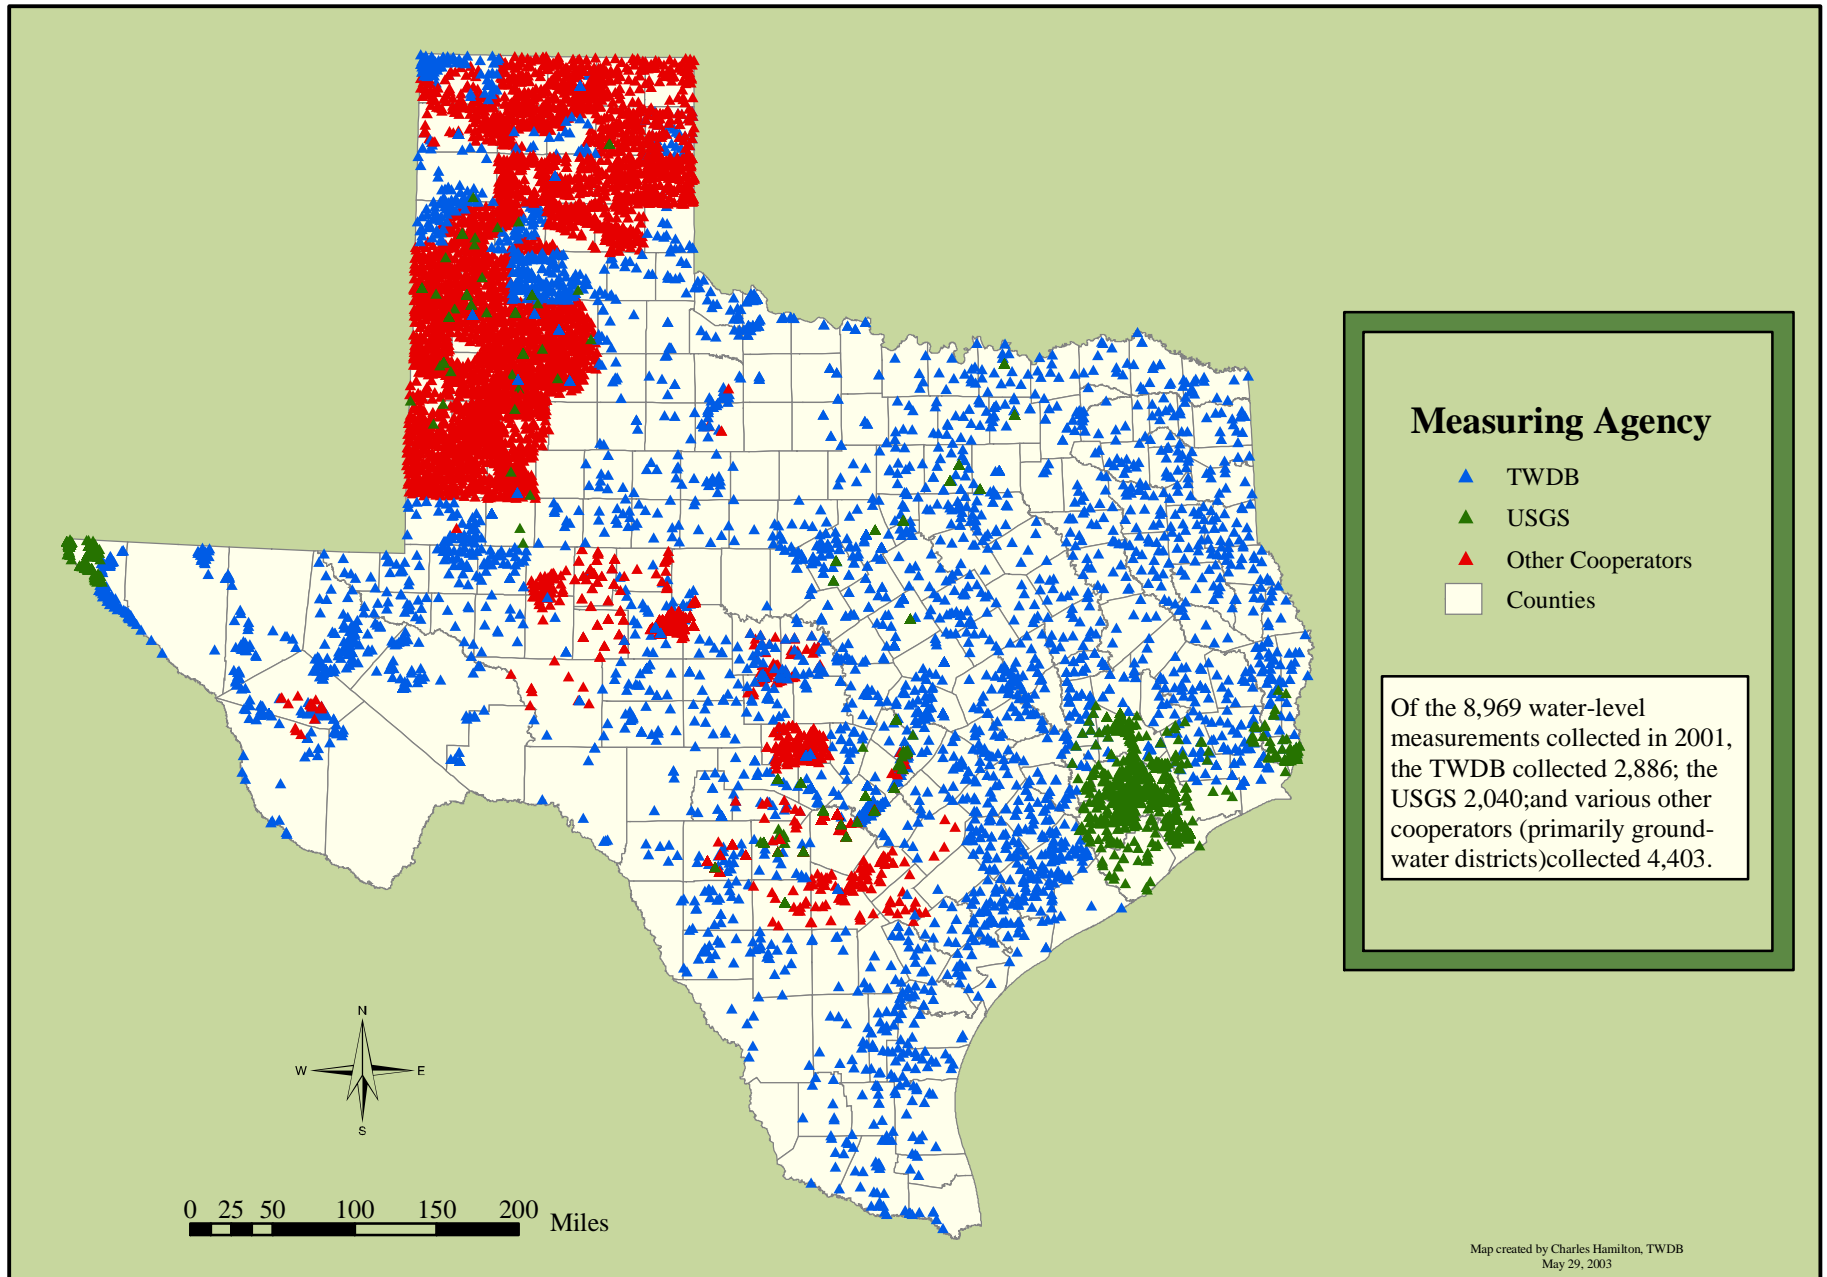 Measuring Agency
TWDB
USGS
Other Cooperators
Counties
Of the 8,969 water-level
measurements collected in 2001,
the TWDB collected 2,886; the
USGS 2,040;and various other
cooperators (primarily ground-
water districts)collected 4,403.
N
W E
S
0 25 50 100 150 200 Miles
Map created by Charles Hamilton, TWDB
May 29, 2003